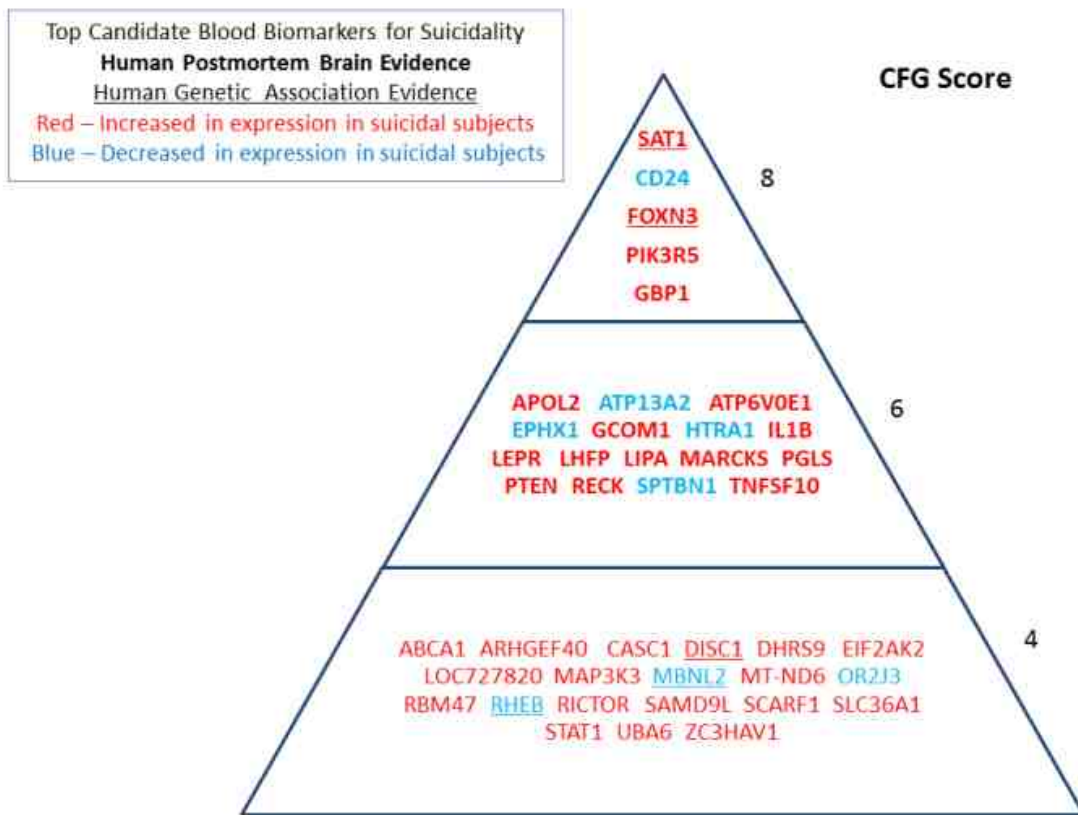 Top Candidate Blood Biomarkers for Suicidality
Human Postmortem Brain Evidence
Human Genetic Association Evidence
Red – Increased in expression in suicidal subjects
Blue – Decreased in expression in suicidal subjects
CFG Score
SAT1
CD24
8
FOXN3
PIK3R5
GBP1
APOL2 ATP13A2 ATP6V0E1
6
EPHX1 GCOM1 HTRA1 IL1B
LEPR LHFP LIPA MARCKS PGLS
PTEN RECK SPTBN1 TNFSF10
4
ABCA1 ARHGEF40 CASC1 DISC1 DHRS9 EIF2AK2
LOC727820 MAP3K3 MBNL2 MT-ND6 OR2J3
RBM47 RHEB RICTOR SAMD9L SCARF1 SLC36A1
STAT1 UBA6 ZC3HAV1